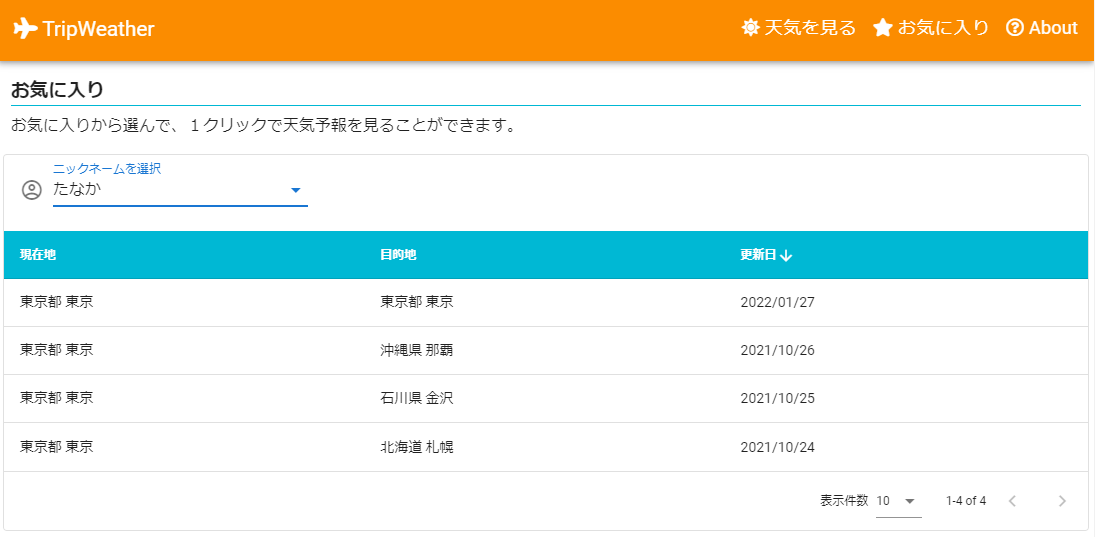 TripWeather 天気を見る お気に入り About
お気に入り
お気に入りから選んで、1クリックで天気予報を見ることができます。
ニックネームを選択
たなか
現在地 目的地 更新日
東京都 東京 東京都 東京 2022/01/27
東京都 東京 沖縄県 那覇 2021/10/26
東京都 東京 石川県 金沢 2021/10/25
東京都 東京 北海道 札幌 2021/10/24
表示件数 10 1-4 of 4